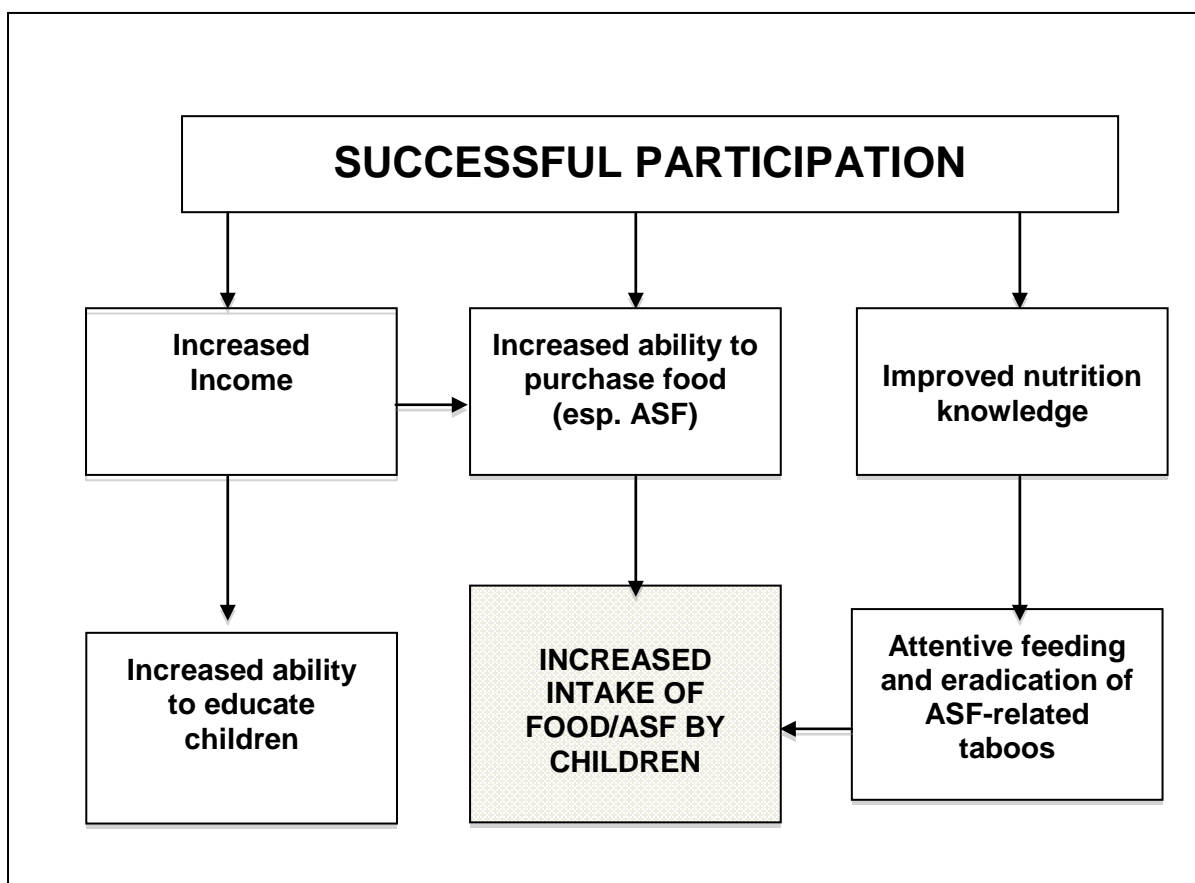 SUCCESSFUL PARTICIPATION
Increased
Income
Increased ability to
purchase food
(esp. ASF)
Improved nutrition
knowledge
Increased ability
to educate
children
INCREASED
INTAKE OF
FOOD/ASF BY
CHILDREN
Attentive feeding
and eradication of
ASF-related
taboos